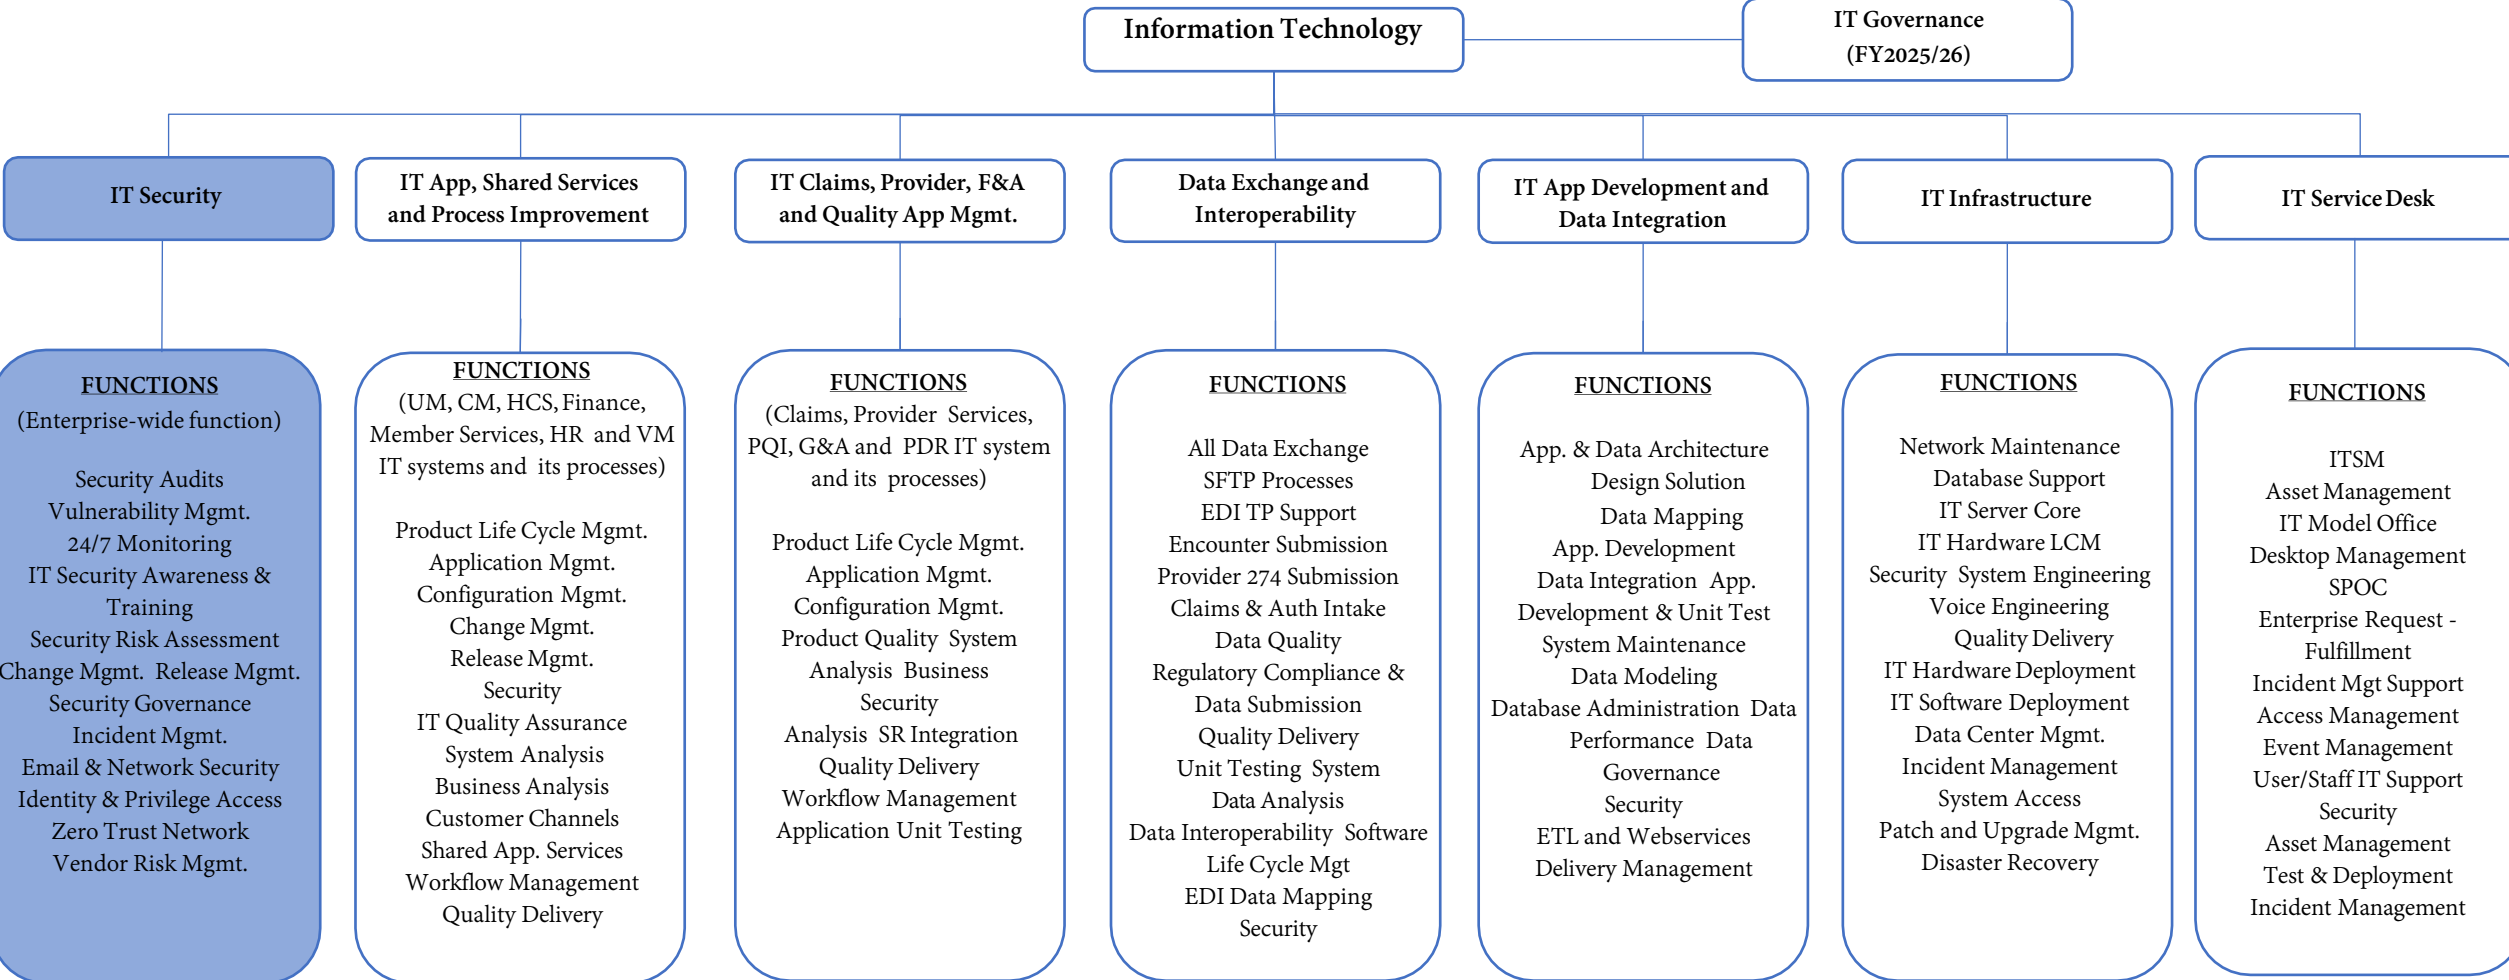 Information Technology
IT Governance
(FY2025/26)
IT Security
FUNCTIONS
(Enterprise-wide function)
Security Audits
Vulnerability Mgmt.
24/7 Monitoring
IT Security Awareness &
Training
Security Risk Assessment
Change Mgmt. Release Mgmt.
Security Governance
Incident Mgmt.
Email & Network Security
Identity & Privilege Access
Zero Trust Network
Vendor Risk Mgmt.
IT App, Shared Services
and Process Improvement
FUNCTIONS
(UM, CM, HCS, Finance,
Member Services, HR and VM
IT systems and its processes)
Product Life Cycle Mgmt.
Application Mgmt.
Configuration Mgmt.
Change Mgmt.
Release Mgmt.
Security
IT Quality Assurance
System Analysis
Business Analysis
Customer Channels
Shared App. Services
Workflow Management
Quality Delivery
IT Claims, Provider, F&A
and Quality App Mgmt.
FUNCTIONS
(Claims, Provider Services,
PQI, G&A and PDR IT system
and its processes)
Product Life Cycle Mgmt.
Application Mgmt.
Configuration Mgmt.
Product Quality System
Analysis Business
Security
Analysis SR Integration
Quality Delivery
Workflow Management
Application Unit Testing
Data Exchange and
Interoperability
FUNCTIONS
All Data Exchange
SFTP Processes
EDI TP Support
Encounter Submission
Provider 274 Submission
Claims & Auth Intake
Data Quality
Regulatory Compliance &
Data Submission
Quality Delivery
Unit Testing System
Data Analysis
Data Interoperability Software
Life Cycle Mgt
EDI Data Mapping
Security
IT App Development and
Data Integration
FUNCTIONS
App. & Data Architecture
Design Solution
Data Mapping
App. Development
Data Integration App.
Development & Unit Test
System Maintenance
Data Modeling
Database Administration Data
Performance Data
Governance
Security
ETL and Webservices
Delivery Management
IT Infrastructure
FUNCTIONS
Network Maintenance
Database Support
IT Server Core
IT Hardware LCM
Security System Engineering
Voice Engineering
Quality Delivery
IT Hardware Deployment
IT Software Deployment
Data Center Mgmt.
Incident Management
System Access
Patch and Upgrade Mgmt.
Disaster Recovery
IT Service Desk
FUNCTIONS
ITSM
Asset Management
IT Model Office
Desktop Management
SPOC
Enterprise Request -
Fulfillment
Incident Mgt Support
Access Management
Event Management
User/Staff IT Support
Security
Asset Management
Test & Deployment
Incident Management